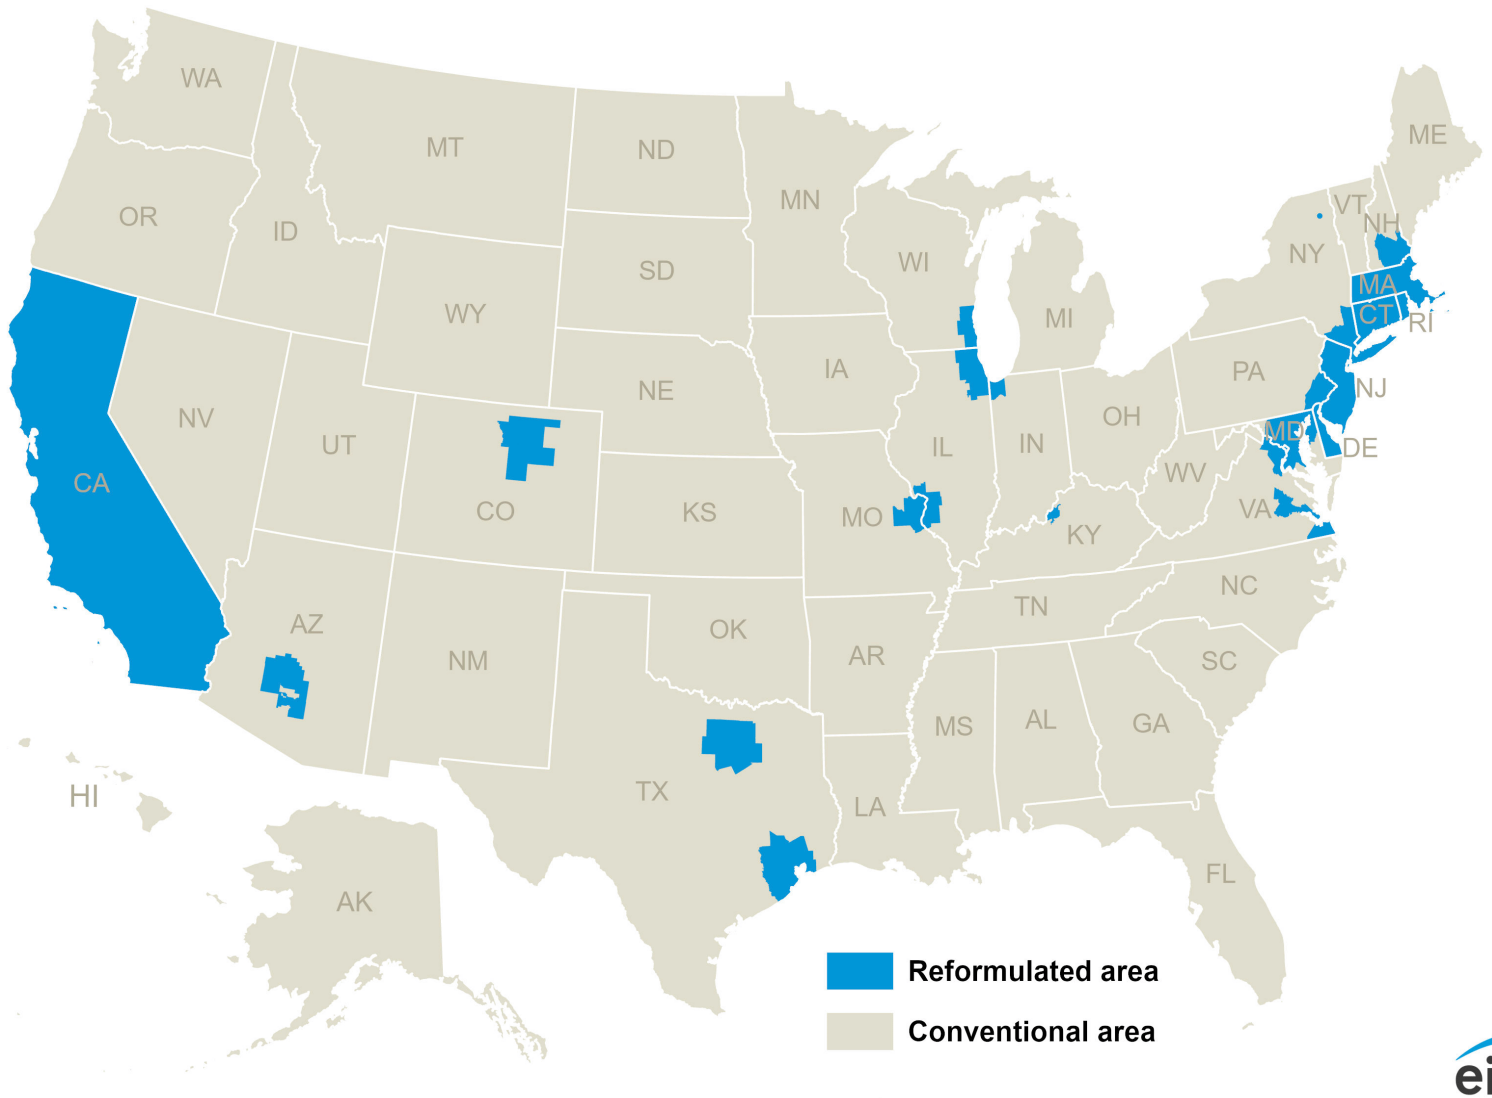 WA
MT
ND
MN
ME
OR
ID
SD
WI
VT
NH
NY
WY
MI
MA
CT
RI
NV
UT
NE
IA
PA
NJ
CA
CO
KS
MO
IL
IN
OH
WV
MD
DE
VA
KY
AZ
NM
OK
AR
TN
NC
SC
TX
LA
MS
AL
GA
FL
HI
AK
Reformulated area
Conventional area
ei